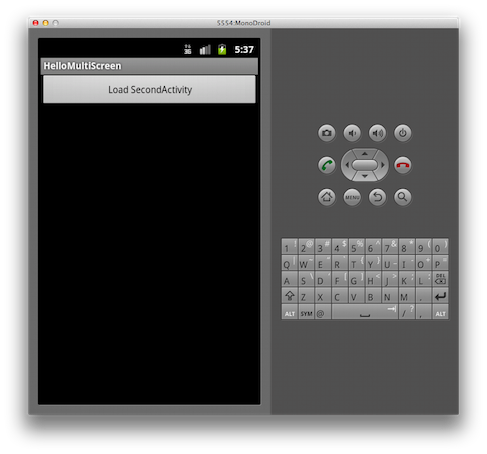 5554:MonoDroid
3G 5:37
HelloMultiScreen
Load SecondActivity
MENU
1 ! 2 @ 3 # 4 $ 5 % 6 ^ 7 & 8 * 9 ( 0 )
Q W E R T Y U I O P
A S D F G H J K L DEL
Z X C V B N M .
ALT SYM @ / ? , ALT